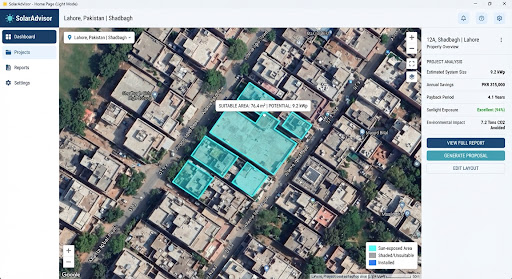 SolarAdvisor - Home Page (Light Mode)
SolarAdvisor
Lahore, Pakistan | Shadbagh
Dashboard
Projects
Reports
Settings
Lahore, Pakistan | Shadbagh
SUITABLE AREA: 76.4 m² | POTENTIAL: 9.2 kWp
Sun-exposed Area
Shaded/Unsuitable
Installed
12A, Shadbagh | Lahore
Property Overview
PROJECT ANALYSIS
Estimated System Size 9.2 kWp
Annual Savings PKR 315,000
Payback Period 4.1 Years
Sunlight Exposure Excellent (94%)
Environmental Impact 7.2 Tons CO2 Avoided
VIEW FULL REPORT
GENERATE PROPOSAL
EDIT LAYOUT